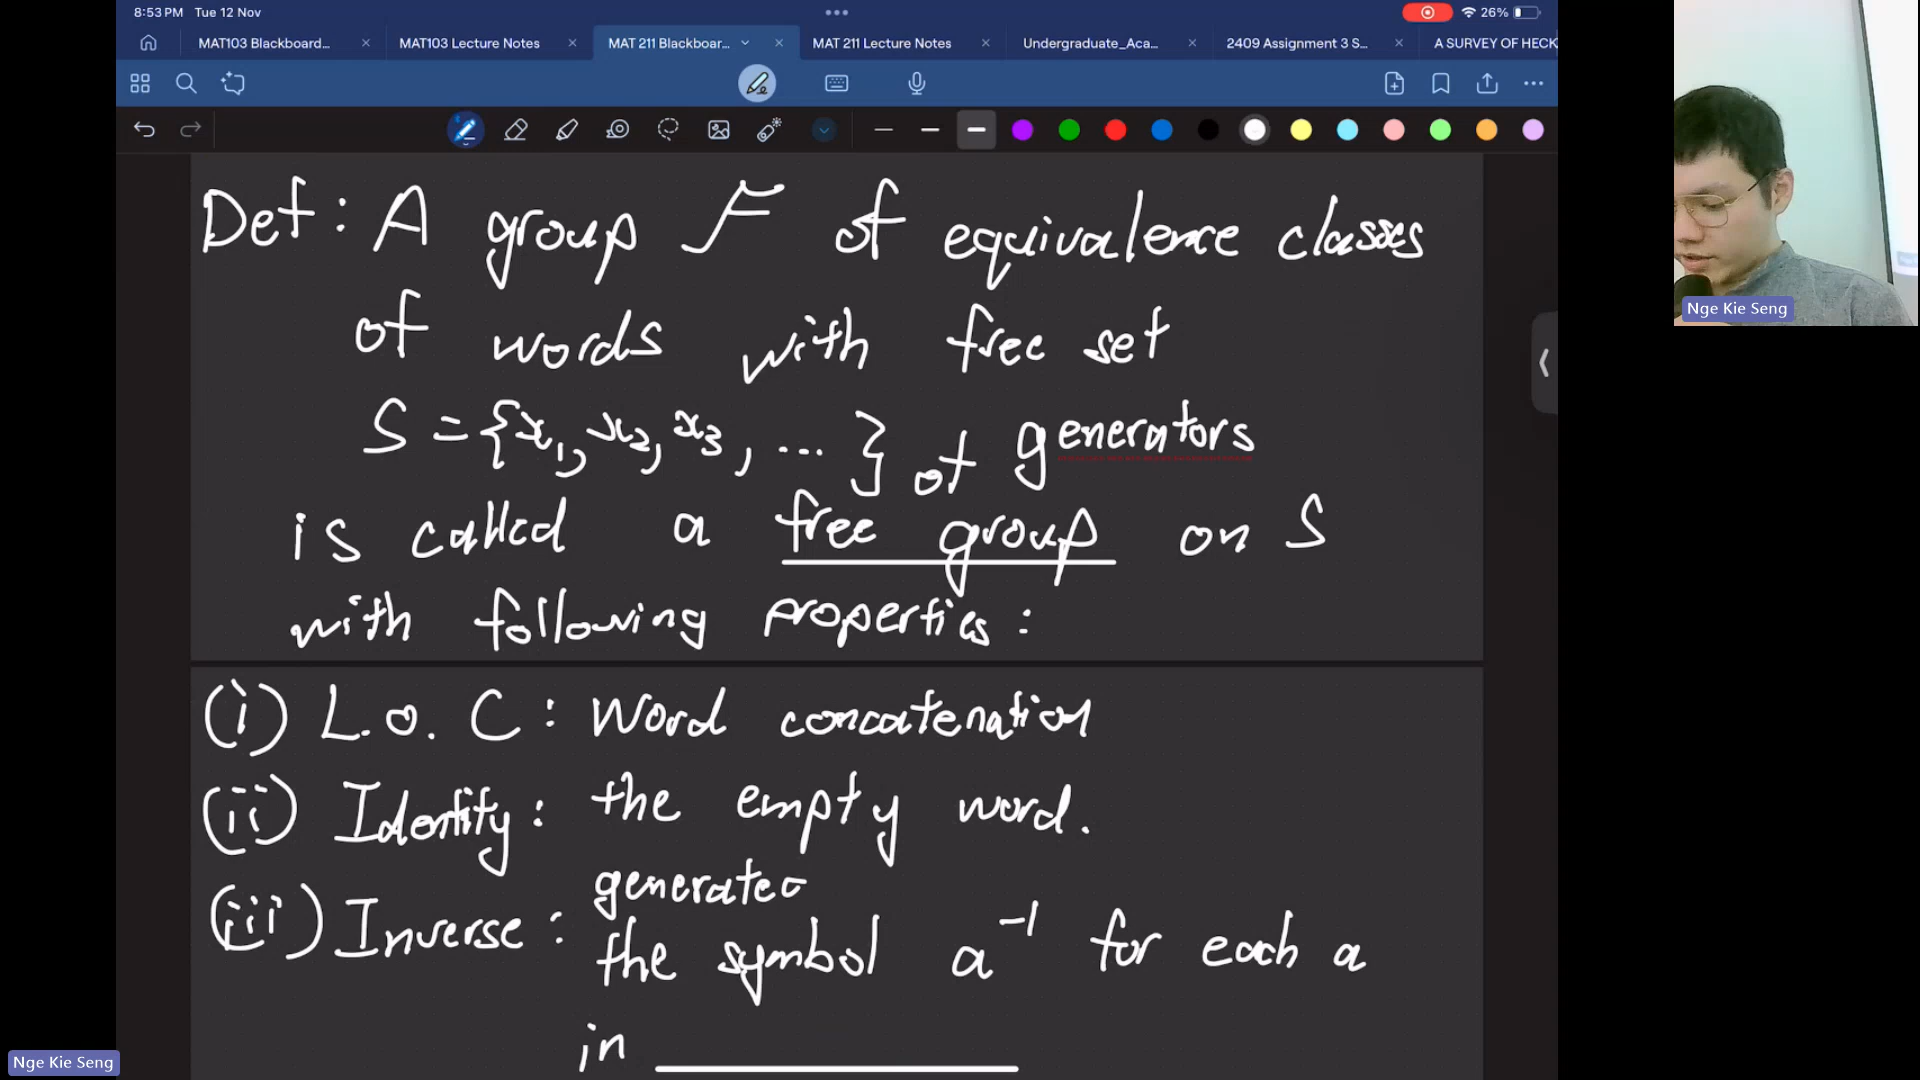 8:53 PM Tue 12 Nov
26%
MAT103 Blackboard...
MAT103 Lecture Notes
MAT 211 Blackboar...
MAT 211 Lecture Notes
Undergraduate_Aca...
2409 Assignment 3 S...
A SURVEY OF HECK
Def: A group F of equivalence classes
of words with free set
S = {x₁, x₂, x₃, ...} of generators
is called a free group on S
with following properties:
(i) L.o. C: Word concatenation
(ii) Identity: the empty word.
generated
(iii) Inverse: the symbol a⁻¹ for each a
in
Nge Kie Seng
Nge Kie Seng